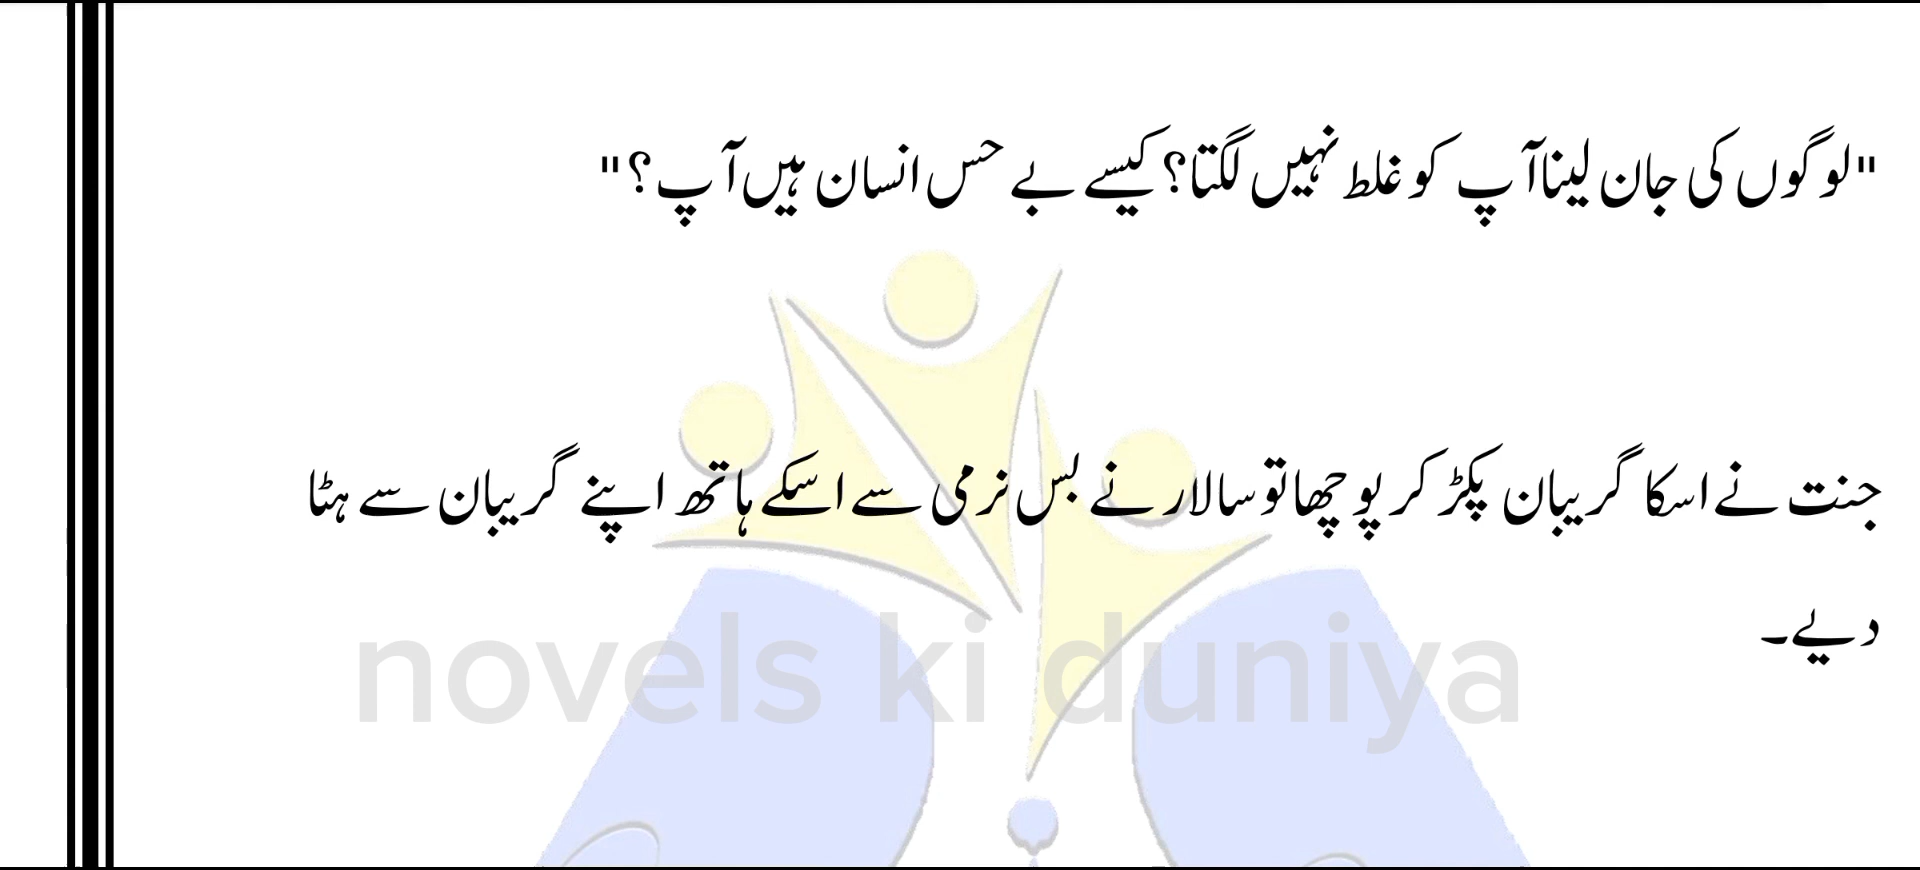 "لوگوں کی جان لینا آپ کو غلط نہیں لگتا؟ کیسے بے حس انسان ہیں آپ؟"
جنت نے اسکا گریبان پکڑ کر پوچھا تو سالار نے بس نرمی سے اسکے ہاتھ اپنے گریبان سے ہٹا
دیے۔
novels ki duniya